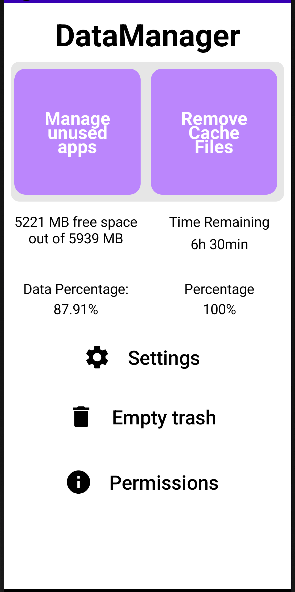 DataManager
Manage
unused
apps
Remove
Cache
Files
5221 MB free space
out of 5939 MB
Time Remaining
6h 30min
Data Percentage:
87.91%
Percentage
100%
Settings
Empty trash
Permissions